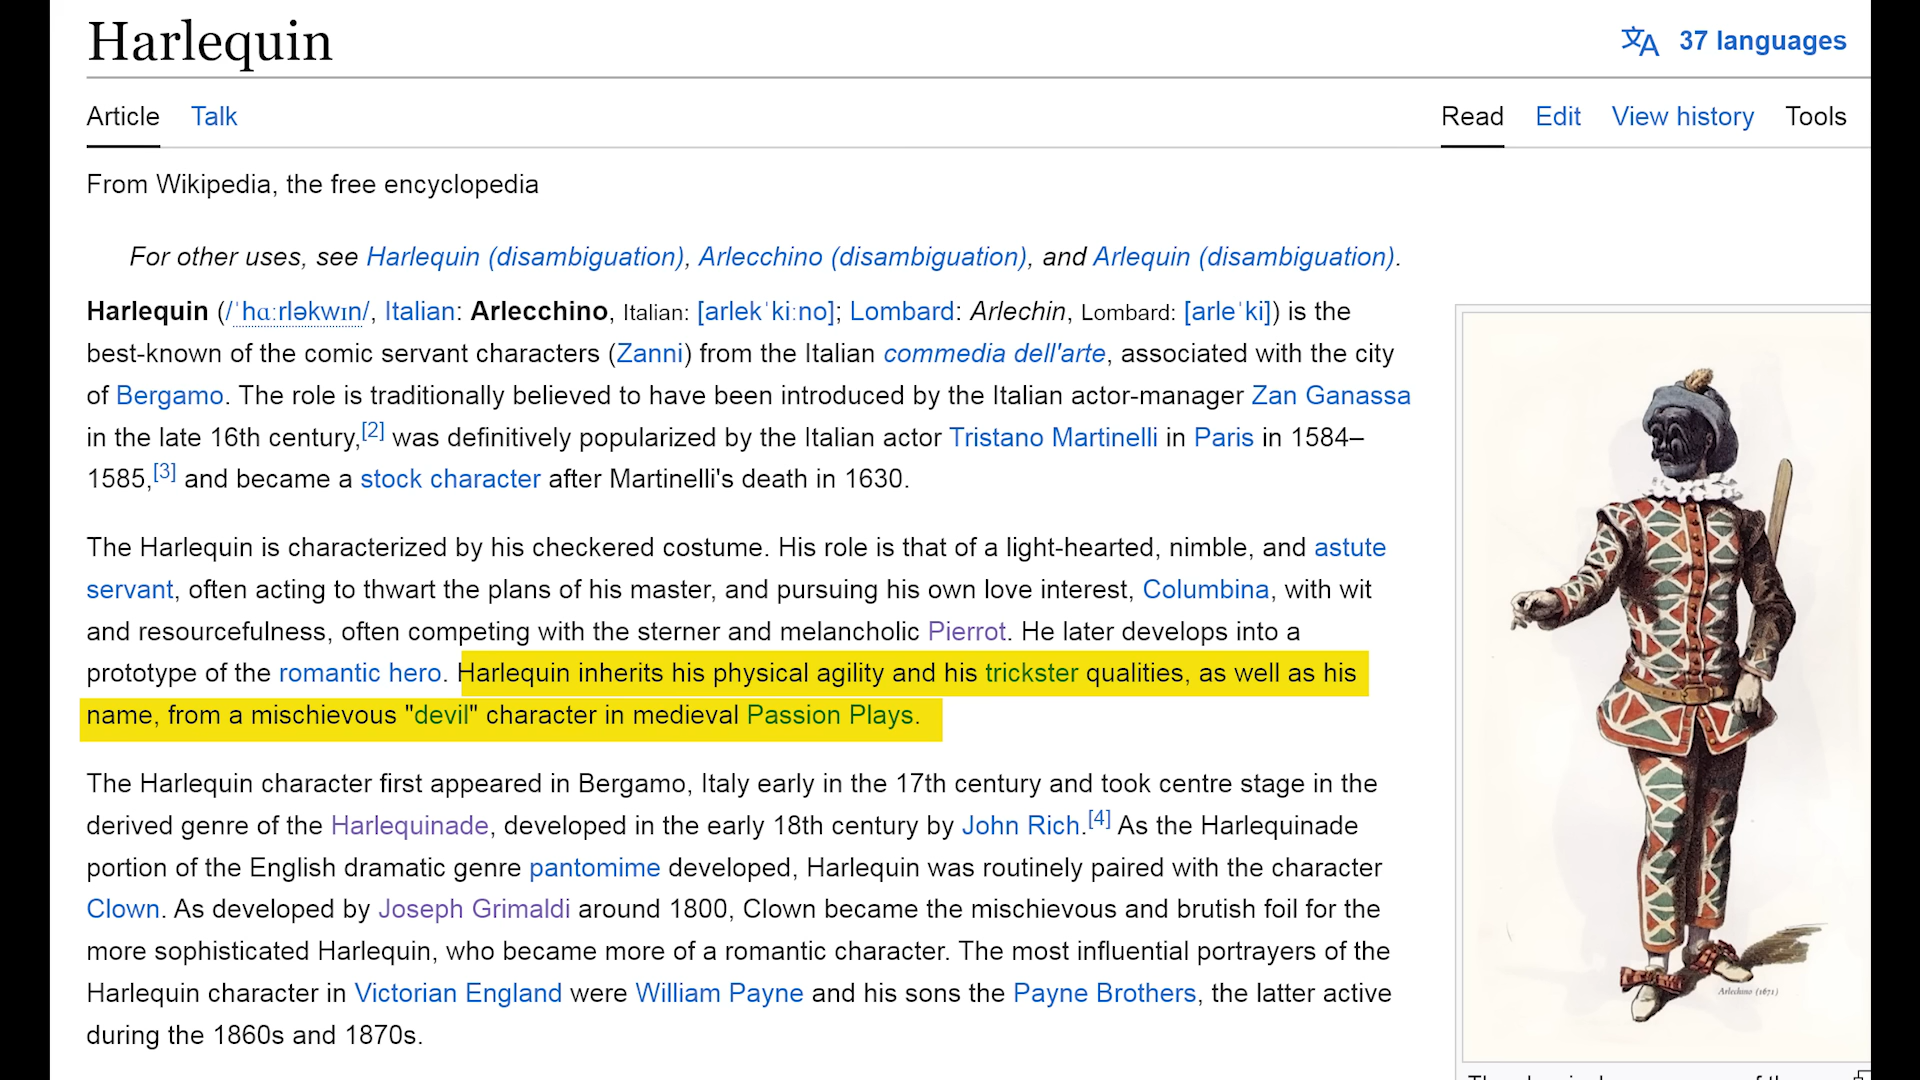 Harlequin
37 languages
Article Talk
Read Edit View history Tools
From Wikipedia, the free encyclopedia
For other uses, see Harlequin (disambiguation), Arlecchino (disambiguation), and Arlequin (disambiguation).
Harlequin (/ˈhɑːrləkwɪn/, Italian: Arlecchino, Italian: [arlekˈkiːno]; Lombard: Arlechin, Lombard: [arleˈki]) is the
best-known of the comic servant characters (Zanni) from the Italian commedia dell'arte, associated with the city
of Bergamo. The role is traditionally believed to have been introduced by the Italian actor-manager Zan Ganassa
in the late 16th century,[2] was definitively popularized by the Italian actor Tristano Martinelli in Paris in 1584–
1585,[3] and became a stock character after Martinelli's death in 1630.
The Harlequin is characterized by his checkered costume. His role is that of a light-hearted, nimble, and astute
servant, often acting to thwart the plans of his master, and pursuing his own love interest, Columbina, with wit
and resourcefulness, often competing with the sterner and melancholic Pierrot. He later develops into a
prototype of the romantic hero. Harlequin inherits his physical agility and his trickster qualities, as well as his
name, from a mischievous "devil" character in medieval Passion Plays.
The Harlequin character first appeared in Bergamo, Italy early in the 17th century and took centre stage in the
derived genre of the Harlequinade, developed in the early 18th century by John Rich.[4] As the Harlequinade
portion of the English dramatic genre pantomime developed, Harlequin was routinely paired with the character
Clown. As developed by Joseph Grimaldi around 1800, Clown became the mischievous and brutish foil for the
more sophisticated Harlequin, who became more of a romantic character. The most influential portrayers of the
Harlequin character in Victorian England were William Payne and his sons the Payne Brothers, the latter active
during the 1860s and 1870s.
Arlechino (1671)